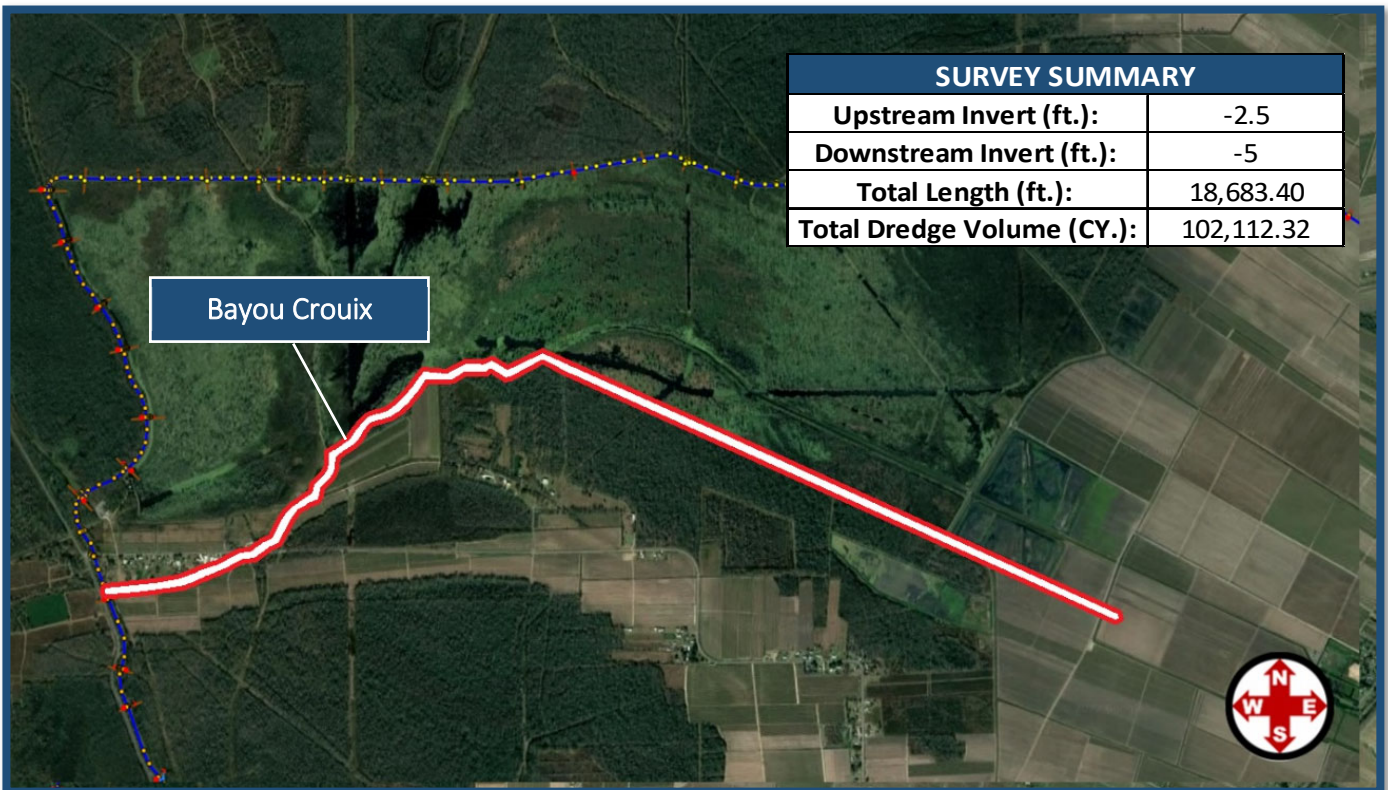 SURVEY SUMMARY
Upstream Invert (ft.): -2.5
Downstream Invert (ft.): -5
Total Length (ft.): 18,683.40
Total Dredge Volume (CY.): 102,112.32
Bayou Crouix
N
W E
S